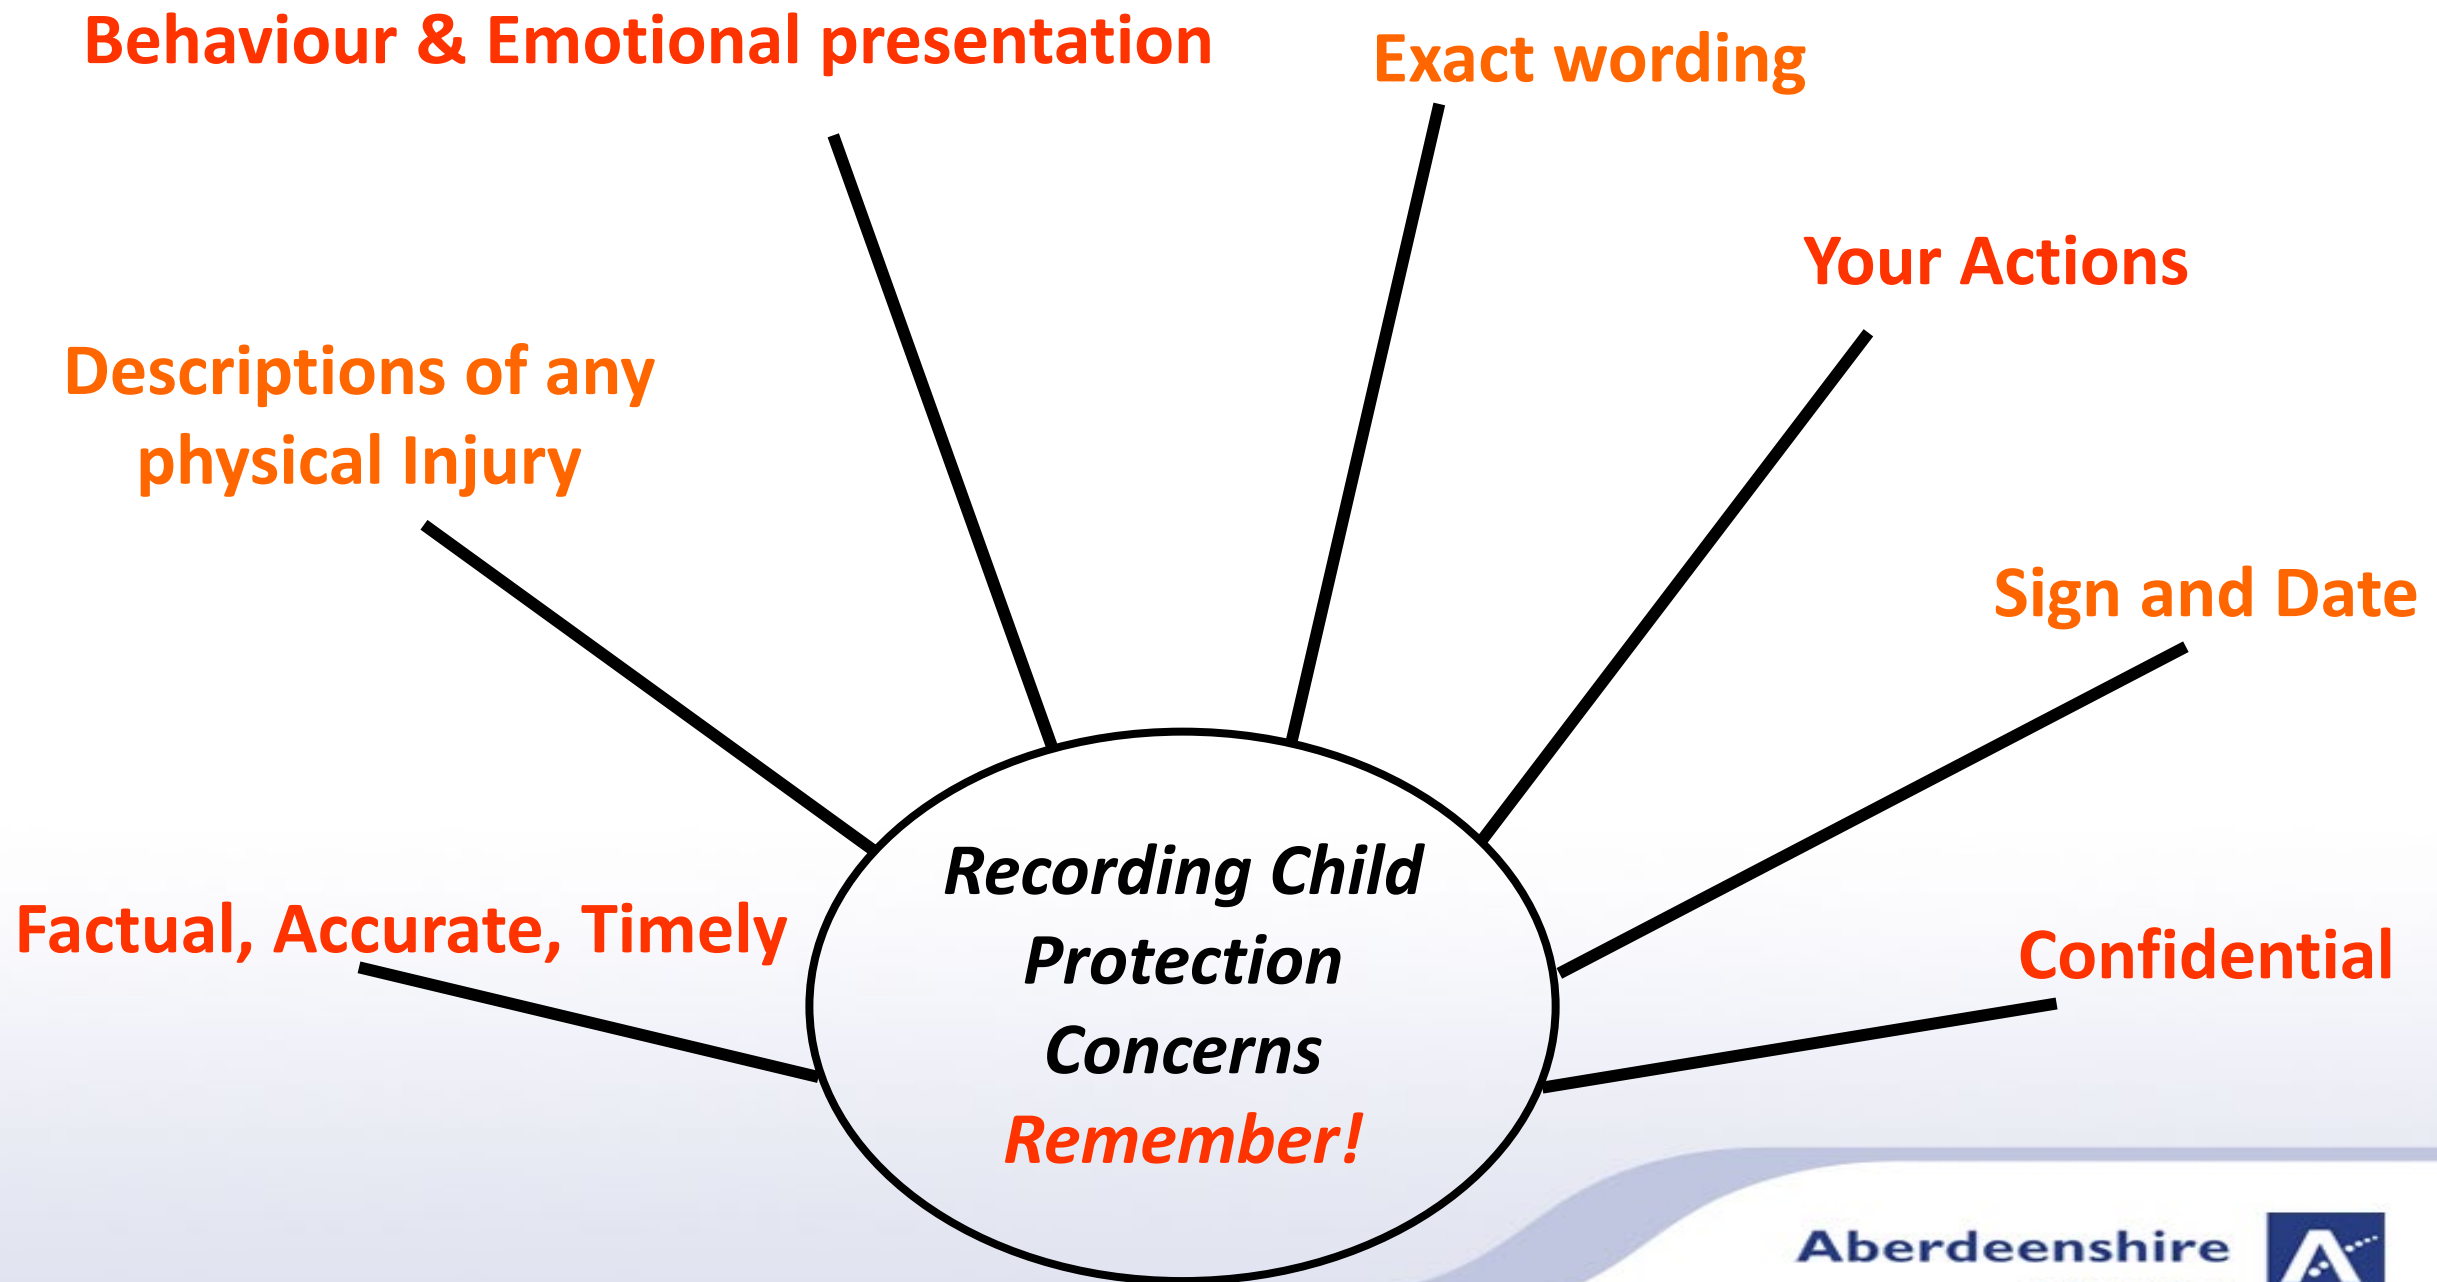 Behaviour & Emotional presentation
Exact wording
Your Actions
Descriptions of any
physical Injury
Sign and Date
Factual, Accurate, Timely
Confidential
Recording Child
Protection
Concerns
Remember!
Aberdeenshire